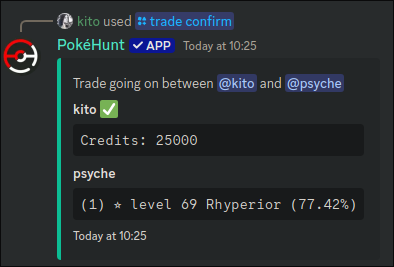 kito used trade confirm
PokéHunt ✓ APP Today at 10:25
Trade going on between @kito and @psyche
kito ✅
Credits: 25000
psyche
(1) ⭐ level 69 Rhyperior (77.42%)
Today at 10:25